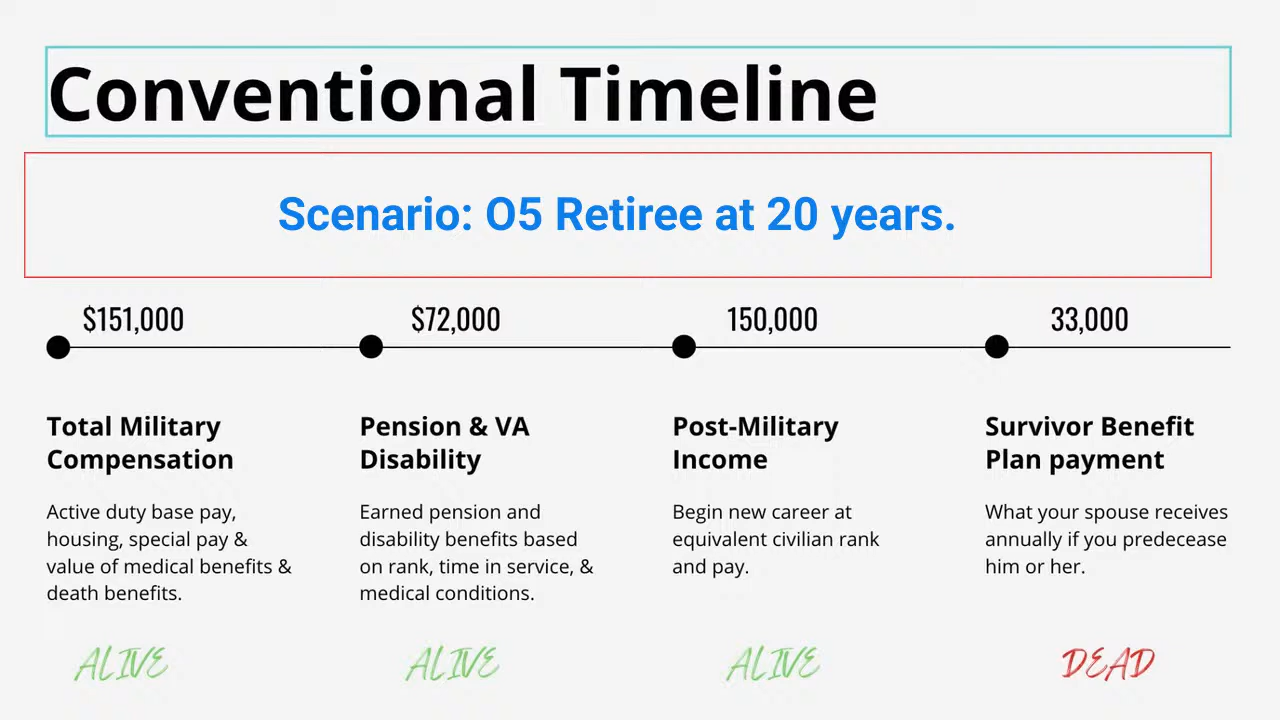 Conventional Timeline
Scenario: O5 Retiree at 20 years.
$151,000
$72,000
150,000
33,000
Total Military
Compensation
Active duty base pay,
housing, special pay &
value of medical benefits &
death benefits.
ALIVE
Pension & VA
Disability
Earned pension and
disability benefits based
on rank, time in service, &
medical conditions.
ALIVE
Post-Military
Income
Begin new career at
equivalent civilian rank
and pay.
ALIVE
Survivor Benefit
Plan payment
What your spouse receives
annually if you predecease
him or her.
DEAD